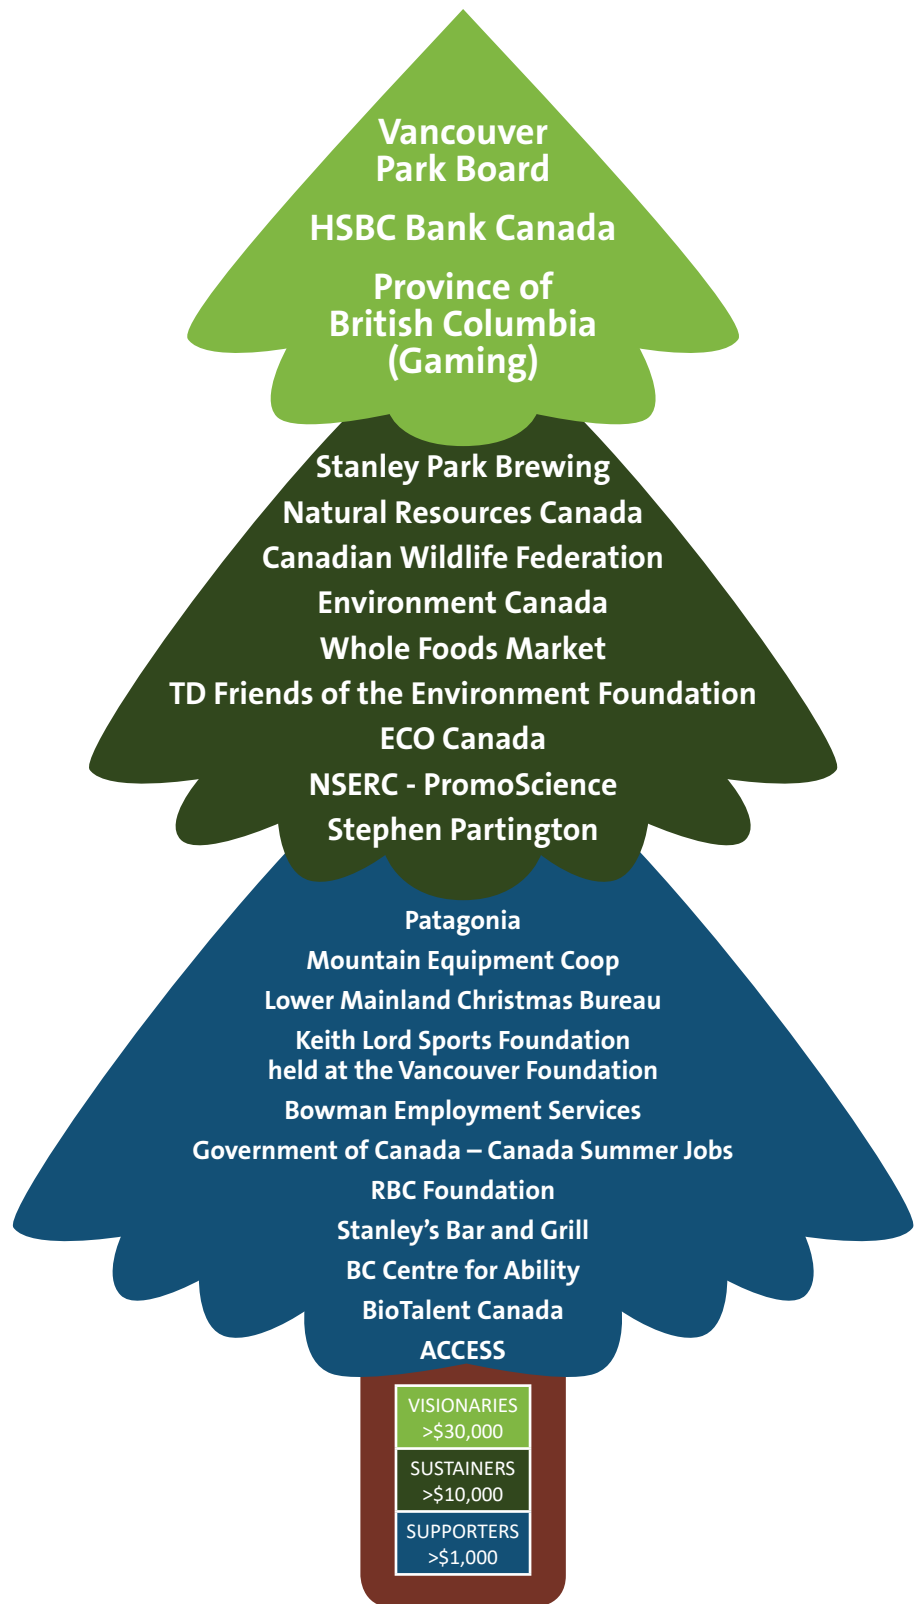 Vancouver
Park Board
HSBC Bank Canada
Province of
British Columbia
(Gaming)
Stanley Park Brewing
Natural Resources Canada
Canadian Wildlife Federation
Environment Canada
Whole Foods Market
TD Friends of the Environment Foundation
ECO Canada
NSERC - PromoScience
Stephen Partington
Patagonia
Mountain Equipment Coop
Lower Mainland Christmas Bureau
Keith Lord Sports Foundation
held at the Vancouver Foundation
Bowman Employment Services
Government of Canada – Canada Summer Jobs
RBC Foundation
Stanley’s Bar and Grill
BC Centre for Ability
BioTalent Canada
ACCESS
VISIONARIES
>$30,000
SUSTAINERS
>$10,000
SUPPORTERS
>$1,000